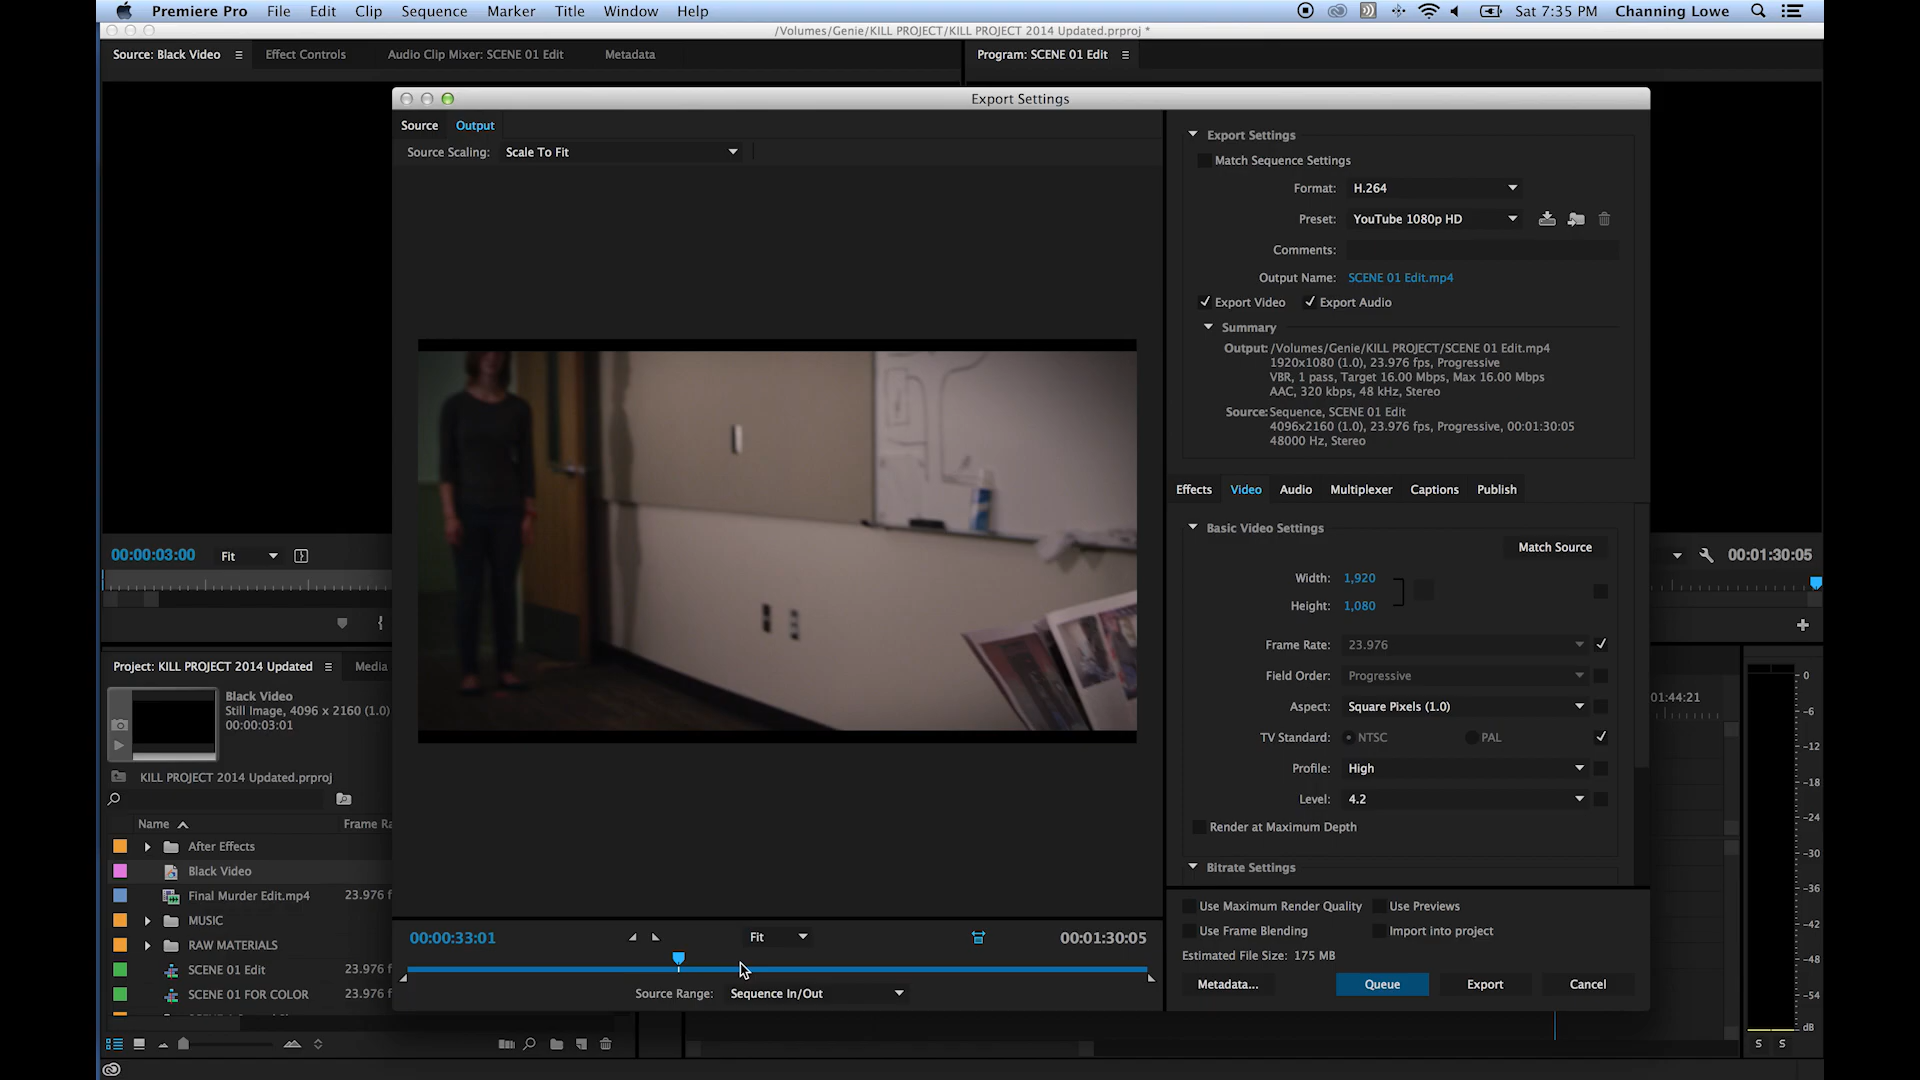 Premiere Pro File Edit Clip Sequence Marker Title Window Help Sat 7:35 PM Channing Lowe
/Volumes/Genie/KILL PROJECT/KILL PROJECT 2014 Updated.prproj *
Source: Black Video Effect Controls Audio Clip Mixer: SCENE 01 Edit Metadata Program: SCENE 01 Edit
Export Settings
Source Output
Source Scaling: Scale To Fit
Export Settings
Match Sequence Settings
Format: H.264
Preset: YouTube 1080p HD
Comments:
Output Name: SCENE 01 Edit.mp4
Export Video Export Audio
Summary
Output: /Volumes/Genie/KILL PROJECT/SCENE 01 Edit.mp4
1920x1080 (1.0), 23.976 fps, Progressive
VBR, 1 pass, Target 16.00 Mbps, Max 16.00 Mbps
AAC, 320 kbps, 48 kHz, Stereo
Source: Sequence, SCENE 01 Edit
4096x2160 (1.0), 23.976 fps, Progressive, 00:01:30:05
48000 Hz, Stereo
Effects Video Audio Multiplexer Captions Publish
Basic Video Settings
Match Source
Width: 1,920
Height: 1,080
Frame Rate: 23.976
Field Order: Progressive
Aspect: Square Pixels (1.0)
TV Standard: NTSC PAL
Profile: High
Level: 4.2
Render at Maximum Depth
Bitrate Settings
Use Maximum Render Quality Use Previews
Use Frame Blending Import into project
Estimated File Size: 175 MB
Metadata... Queue Export Cancel
00:00:33:01 Fit 00:01:30:05
Source Range: Sequence In/Out
00:00:03:00 Fit
00:01:30:05
Project: KILL PROJECT 2014 Updated Media
Black Video
Still Image, 4096 x 2160 (1.0)
00:00:03:01
KILL PROJECT 2014 Updated.prproj
Name Frame Ra
After Effects
Black Video
Final Murder Edit.mp4 23.976 f
MUSIC
RAW MATERIALS
SCENE 01 Edit 23.976 f
SCENE 01 FOR COLOR 23.976 f
01:44:21
0
-6
-12
-18
-24
-30
-36
-42
-48
-54
dB
S S